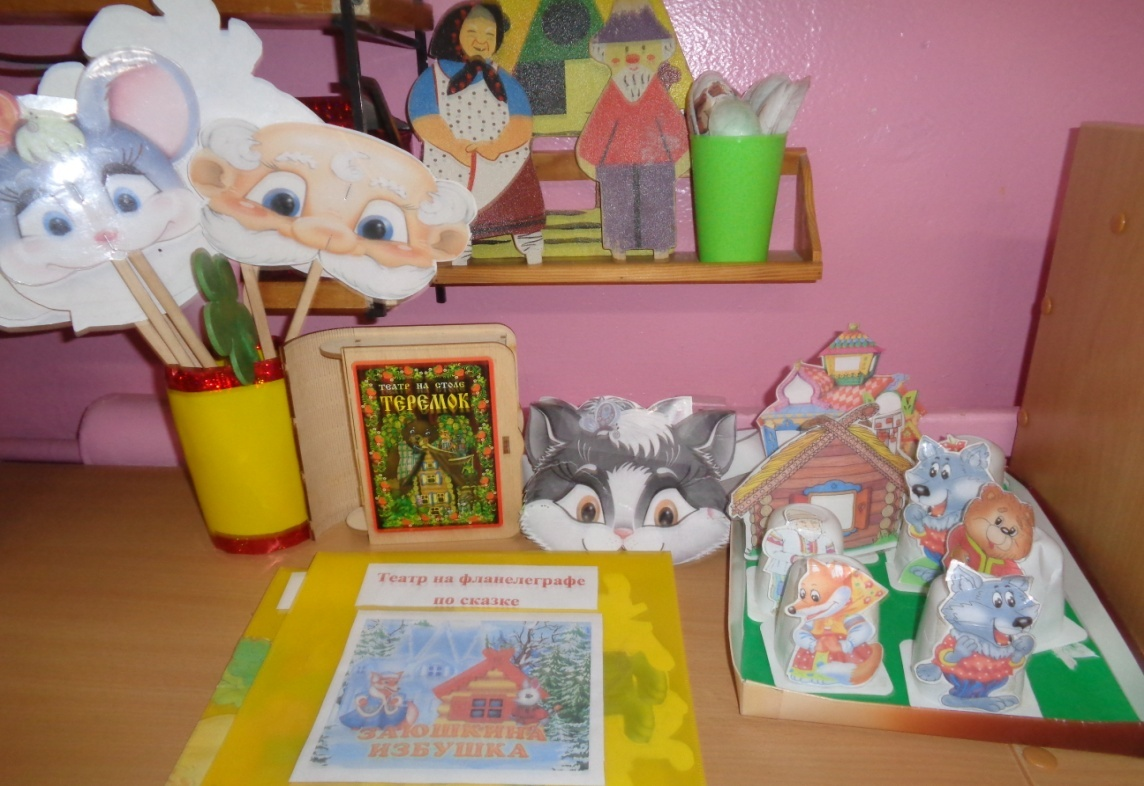 ТЕАТР НА СТОЛЕ
ТЕРЕМОК
Театр на фланелеграфе
по сказке
ЗАЮШКИНА
ИЗБУШКА